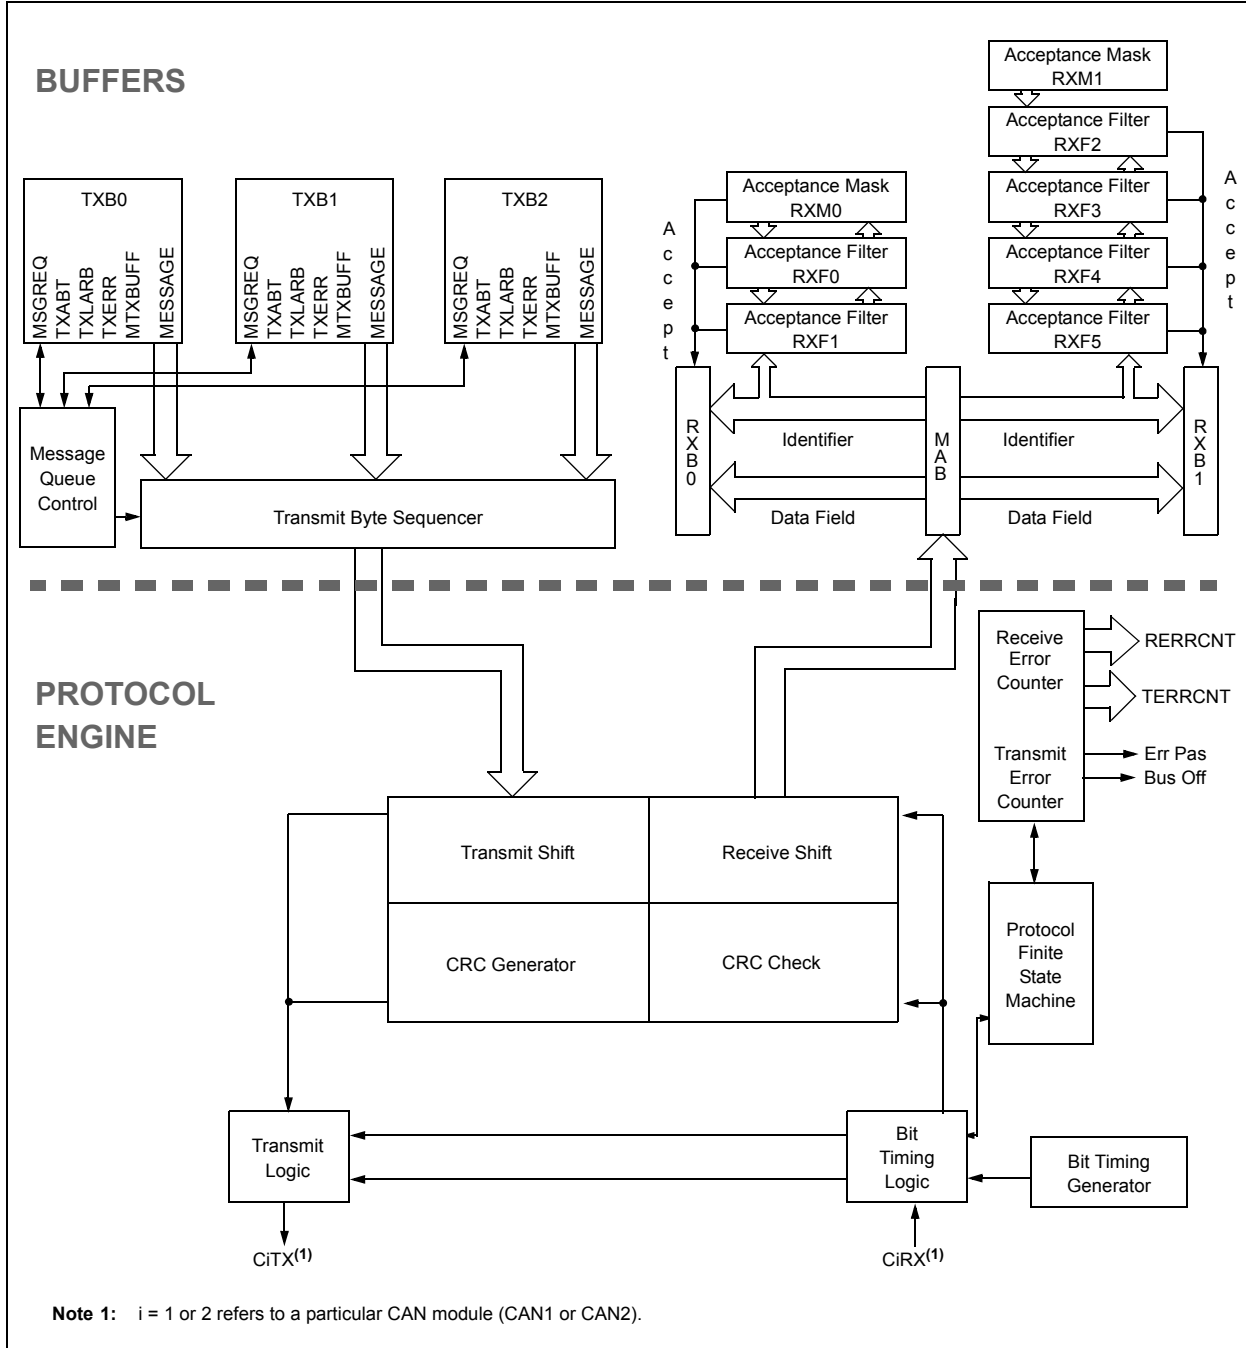 BUFFERS
TXB0
MSGREQ
TXABT
TXLARB
TXERR
MTXBUFF
MESSAGE
TXB1
MSGREQ
TXABT
TXLARB
TXERR
MTXBUFF
MESSAGE
TXB2
MSGREQ
TXABT
TXLARB
TXERR
MTXBUFF
MESSAGE
Message
Queue
Control
Transmit Byte Sequencer
Accept
Acceptance Mask
RXM0
Acceptance Filter
RXF0
Acceptance Filter
RXF1
Acceptance Mask
RXM1
Acceptance Filter
RXF2
Acceptance Filter
RXF3
Acceptance Filter
RXF4
Acceptance Filter
RXF5
Accept
RXB0
Identifier
Data Field
MAB
Identifier
Data Field
RXB1
PROTOCOL
ENGINE
Receive
Error
Counter
Transmit
Error
Counter
RERRCNT
TERRCNT
Err Pas
Bus Off
Transmit Shift
Receive Shift
CRC Generator
CRC Check
Protocol
Finite
State
Machine
Transmit
Logic
Bit
Timing
Logic
Bit Timing
Generator
CiTX(1)
CiRX(1)
Note 1: i = 1 or 2 refers to a particular CAN module (CAN1 or CAN2).